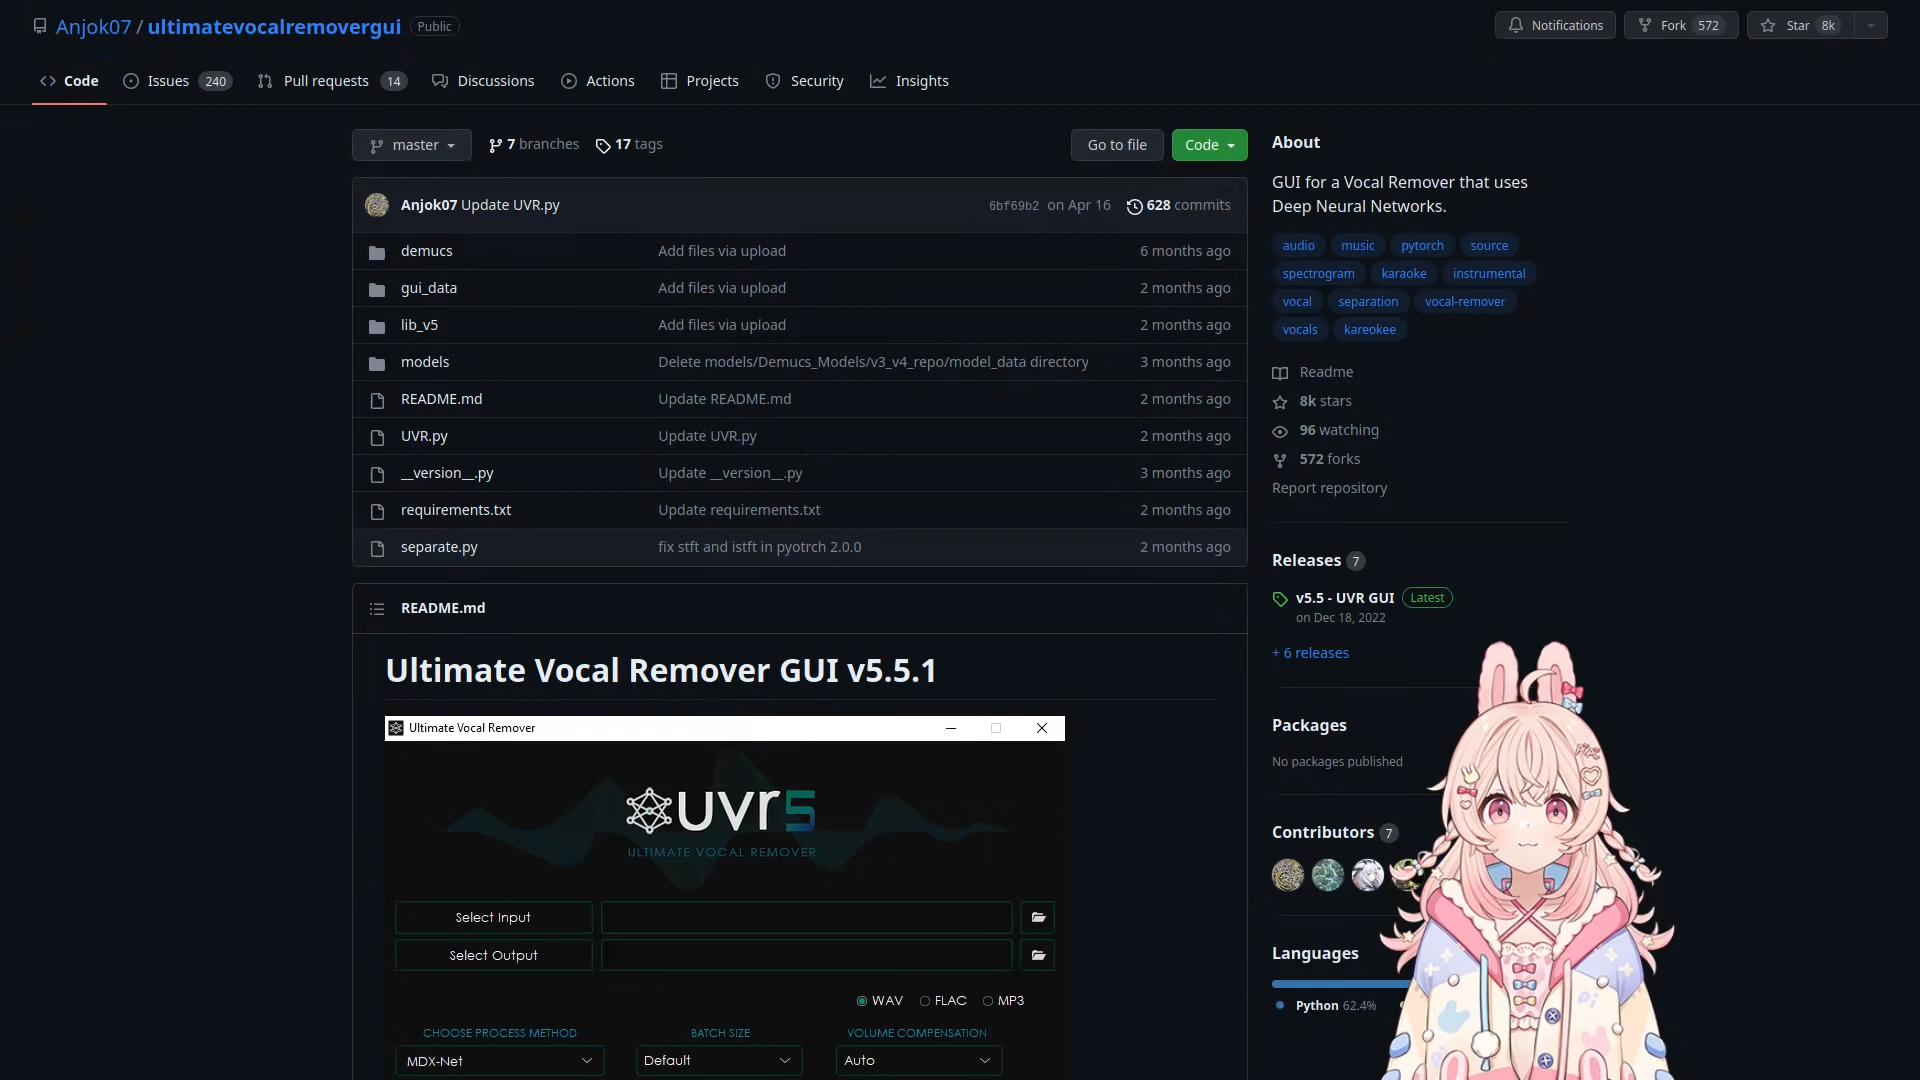 Anjok07 / ultimatevocalremovergui Public
Notifications Fork 572 Star 8k
Code Issues 240 Pull requests 14 Discussions Actions Projects Security Insights
master 7 branches 17 tags Go to file Code
Anjok07 Update UVR.py 6bf69b2 on Apr 16 628 commits
demucs Add files via upload 6 months ago
gui_data Add files via upload 2 months ago
lib_v5 Add files via upload 2 months ago
models Delete models/Demucs_Models/v3_v4_repo/model_data directory 3 months ago
README.md Update README.md 2 months ago
UVR.py Update UVR.py 2 months ago
__version__.py Update __version__.py 3 months ago
requirements.txt Update requirements.txt 2 months ago
separate.py fix stft and istft in pyotrch 2.0.0 2 months ago
README.md
Ultimate Vocal Remover GUI v5.5.1
Ultimate Vocal Remover
uvr5
ULTIMATE VOCAL REMOVER
Select Input
Select Output
WAV FLAC MP3
CHOOSE PROCESS METHOD BATCH SIZE VOLUME COMPENSATION
MDX-Net Default Auto
About
GUI for a Vocal Remover that uses
Deep Neural Networks.
audio music pytorch source
spectrogram karaoke instrumental
vocal separation vocal-remover
vocals kareokee
Readme
8k stars
96 watching
572 forks
Report repository
Releases 7
v5.5 - UVR GUI Latest
on Dec 18, 2022
+ 6 releases
Packages
No packages published
Contributors 7
Languages
Python 62.4%